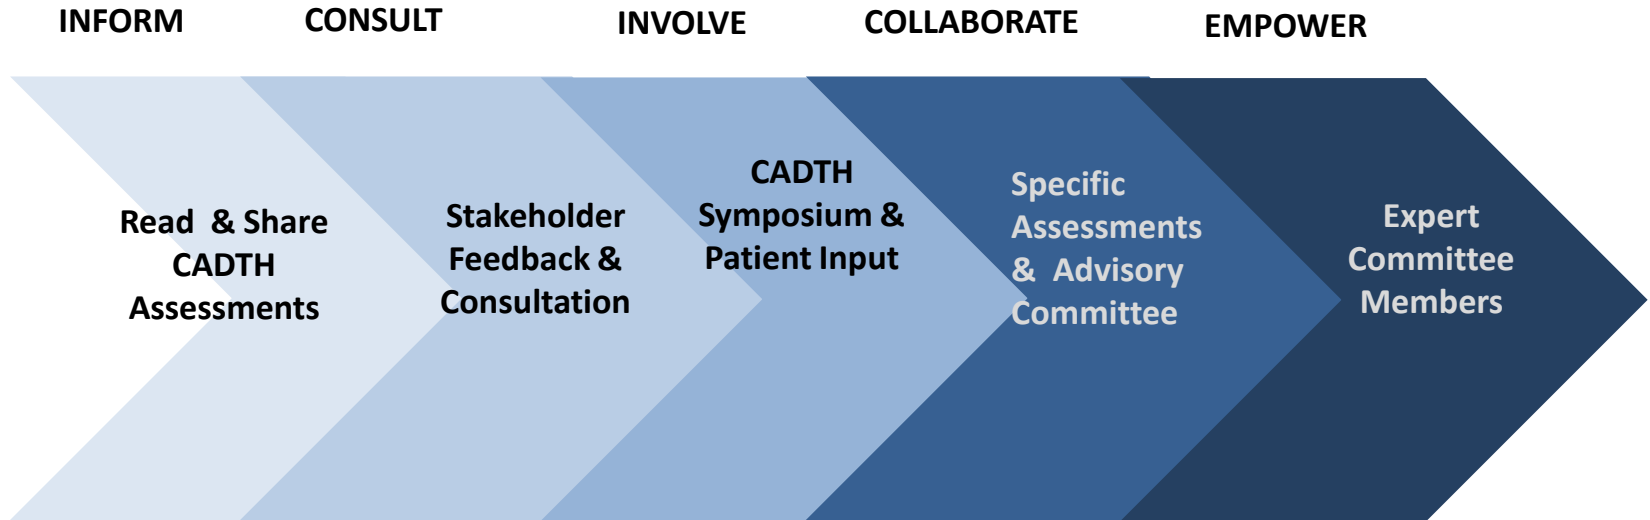 INFORM
CONSULT
INVOLVE
COLLABORATE
EMPOWER
Read & Share
CADTH
Assessments
Stakeholder
Feedback &
Consultation
CADTH
Symposium &
Patient Input
Specific
Assessments
& Advisory
Committee
Expert
Committee
Members